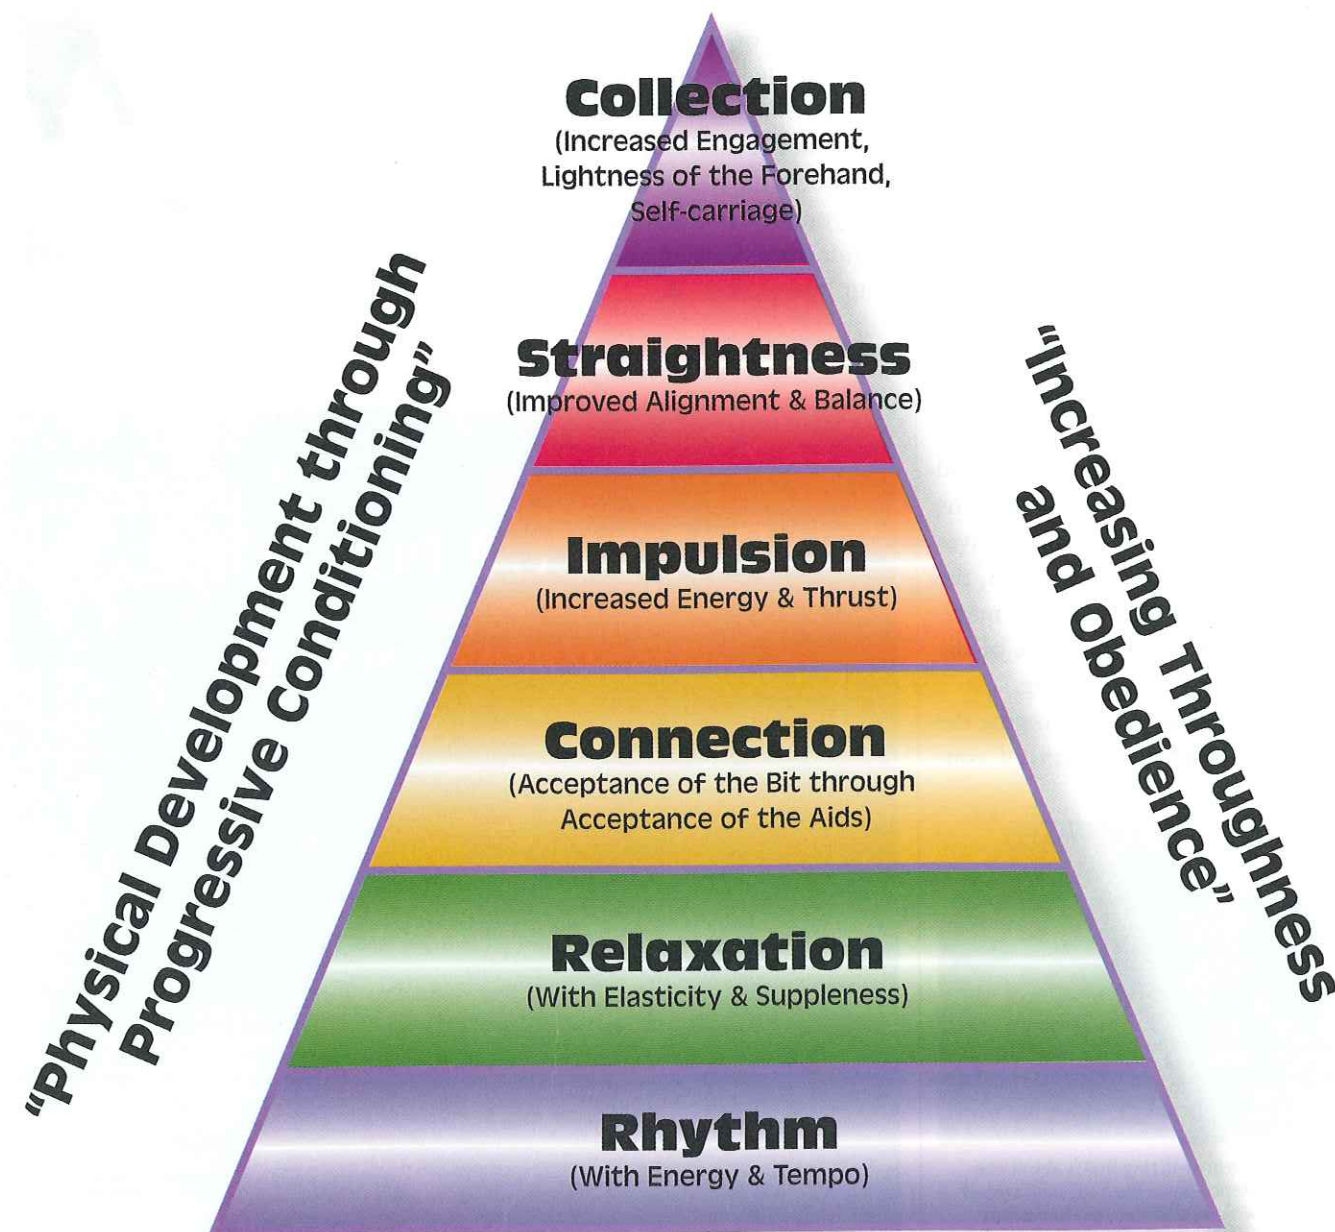 Collection
(Increased Engagement,
Lightness of the Forehand,
Self-carriage)
Straightness
(Improved Alignment & Balance)
Impulsion
(Increased Energy & Thrust)
Connection
(Acceptance of the Bit through
Acceptance of the Aids)
Relaxation
(With Elasticity & Suppleness)
Rhythm
(With Energy & Tempo)
“Physical Development through
Progressive Conditioning”
“Increasing Throughness
and Obedience”